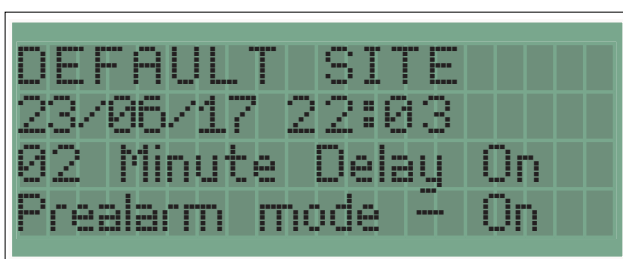 DEFAULT SITE
23/06/17 22:03
02 Minute Delay On
Prealarm mode - On